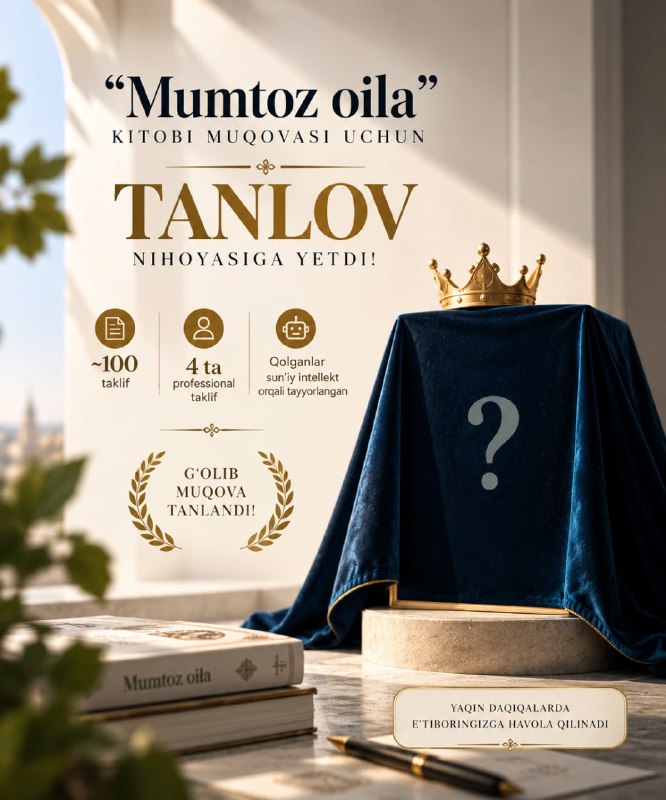 “Mumtoz oila”
KITOBI MUQOVASI UCHUN
TANLOV
NIHOYASIGA YETDI!
~100
taklif
4 ta
professional
taklif
Qolganlar
sun’iy intellekt
orqali tayyorlangan
G‘OLIB
MUQOVA
TANLANDI!
?
Mumtoz oila
YAQIN DAQIQALARDA
E’TIBORINGIZGA HAVOLA QILINADI